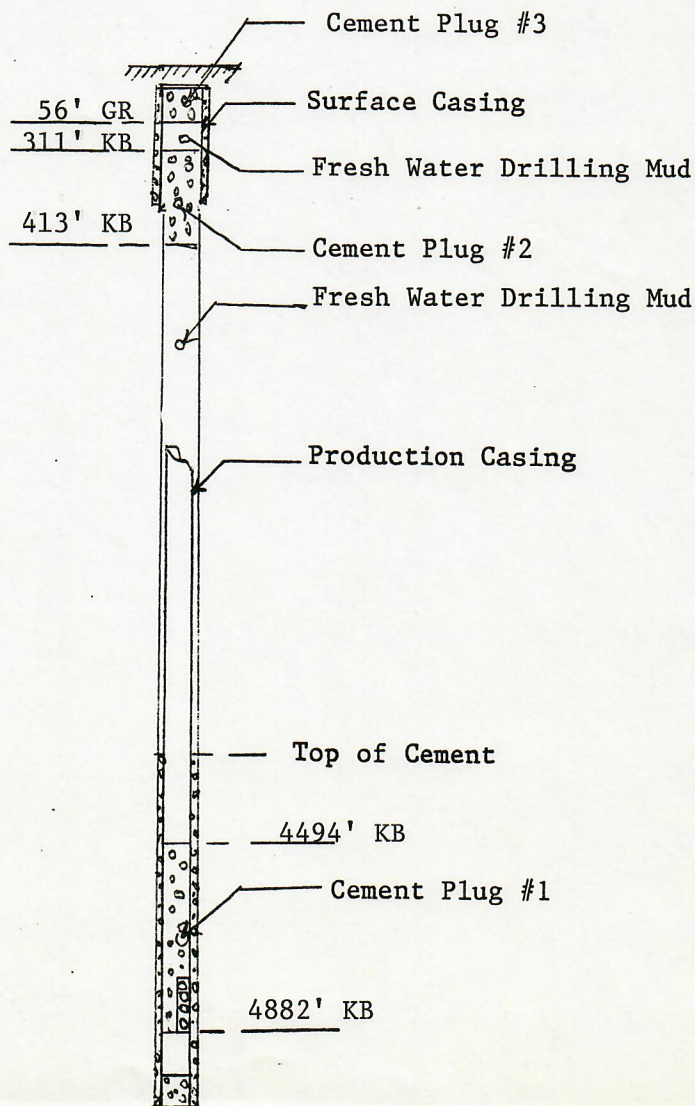 Cement Plug #3
Surface Casing
56' GR
311' KB
Fresh Water Drilling Mud
413' KB
Cement Plug #2
Fresh Water Drilling Mud
Production Casing
Top of Cement
4494' KB
Cement Plug #1
4882' KB